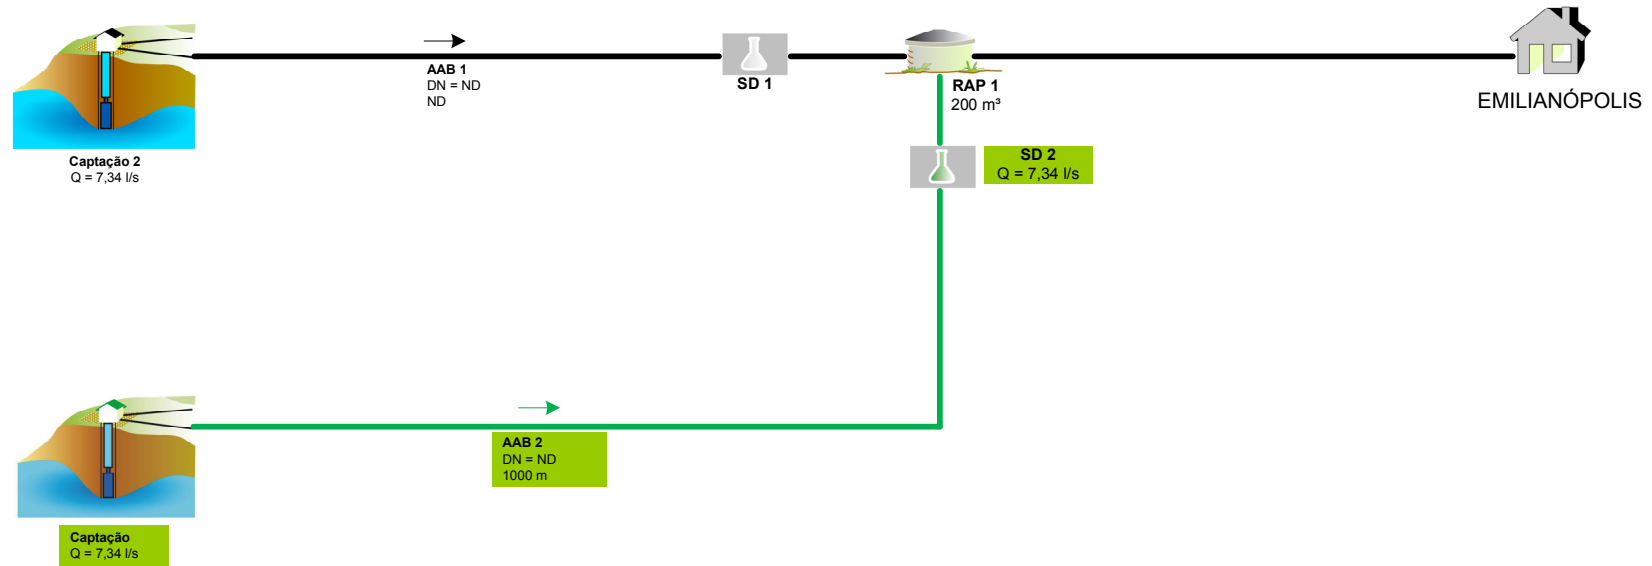 AAB 1
DN = ND
ND
SD 1
RAP 1
200 m³
EMILIANÓPOLIS
Captação 2
Q = 7,34 l/s
SD 2
Q = 7,34 l/s
AAB 2
DN = ND
1000 m
Captação
Q = 7,34 l/s